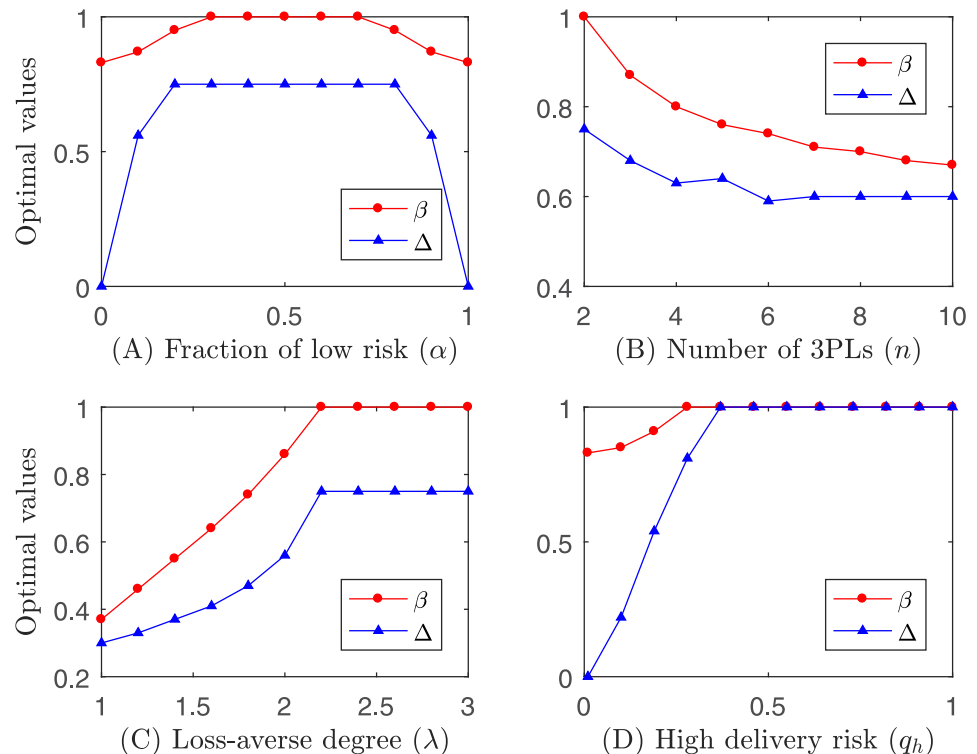 1
0.5
0
Optimal values
β
Δ
0 0.5 1
(A) Fraction of low risk (α)
1
0.8
0.6
0.4
β
Δ
2 4 6 8 10
(B) Number of 3PLs (n)
1
0.8
0.6
0.4
0.2
Optimal values
β
Δ
1 1.5 2 2.5 3
(C) Loss-averse degree (λ)
1
0.5
0
β
Δ
0 0.5 1
(D) High delivery risk (qₕ)